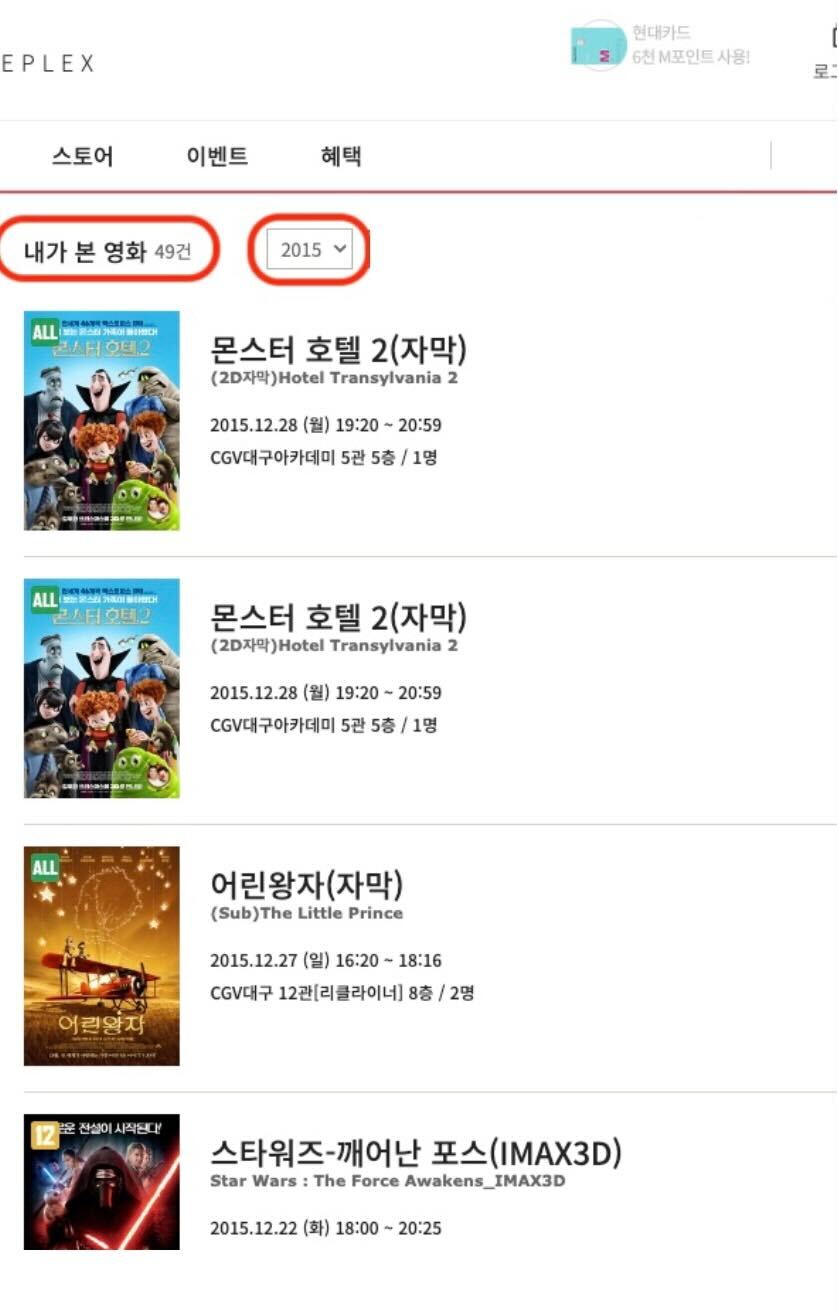 현대카드
6천 M포인트 사용!
EPLEX
스토어 이벤트 혜택
내가 본 영화 49건 2015
ALL
몬스터 호텔 2
몬스터 호텔 2(자막)
(2D자막)Hotel Transylvania 2
2015.12.28 (월) 19:20 ~ 20:59
CGV대구아카데미 5관 5층 / 1명
ALL
몬스터 호텔 2
몬스터 호텔 2(자막)
(2D자막)Hotel Transylvania 2
2015.12.28 (월) 19:20 ~ 20:59
CGV대구아카데미 5관 5층 / 1명
ALL
어린왕자
어린왕자(자막)
(Sub)The Little Prince
2015.12.27 (일) 16:20 ~ 18:16
CGV대구 12관[리클라이너] 8층 / 2명
12
로운 전설이 시작된다!
스타워즈-깨어난 포스(IMAX3D)
Star Wars : The Force Awakens_IMAX3D
2015.12.22 (화) 18:00 ~ 20:25